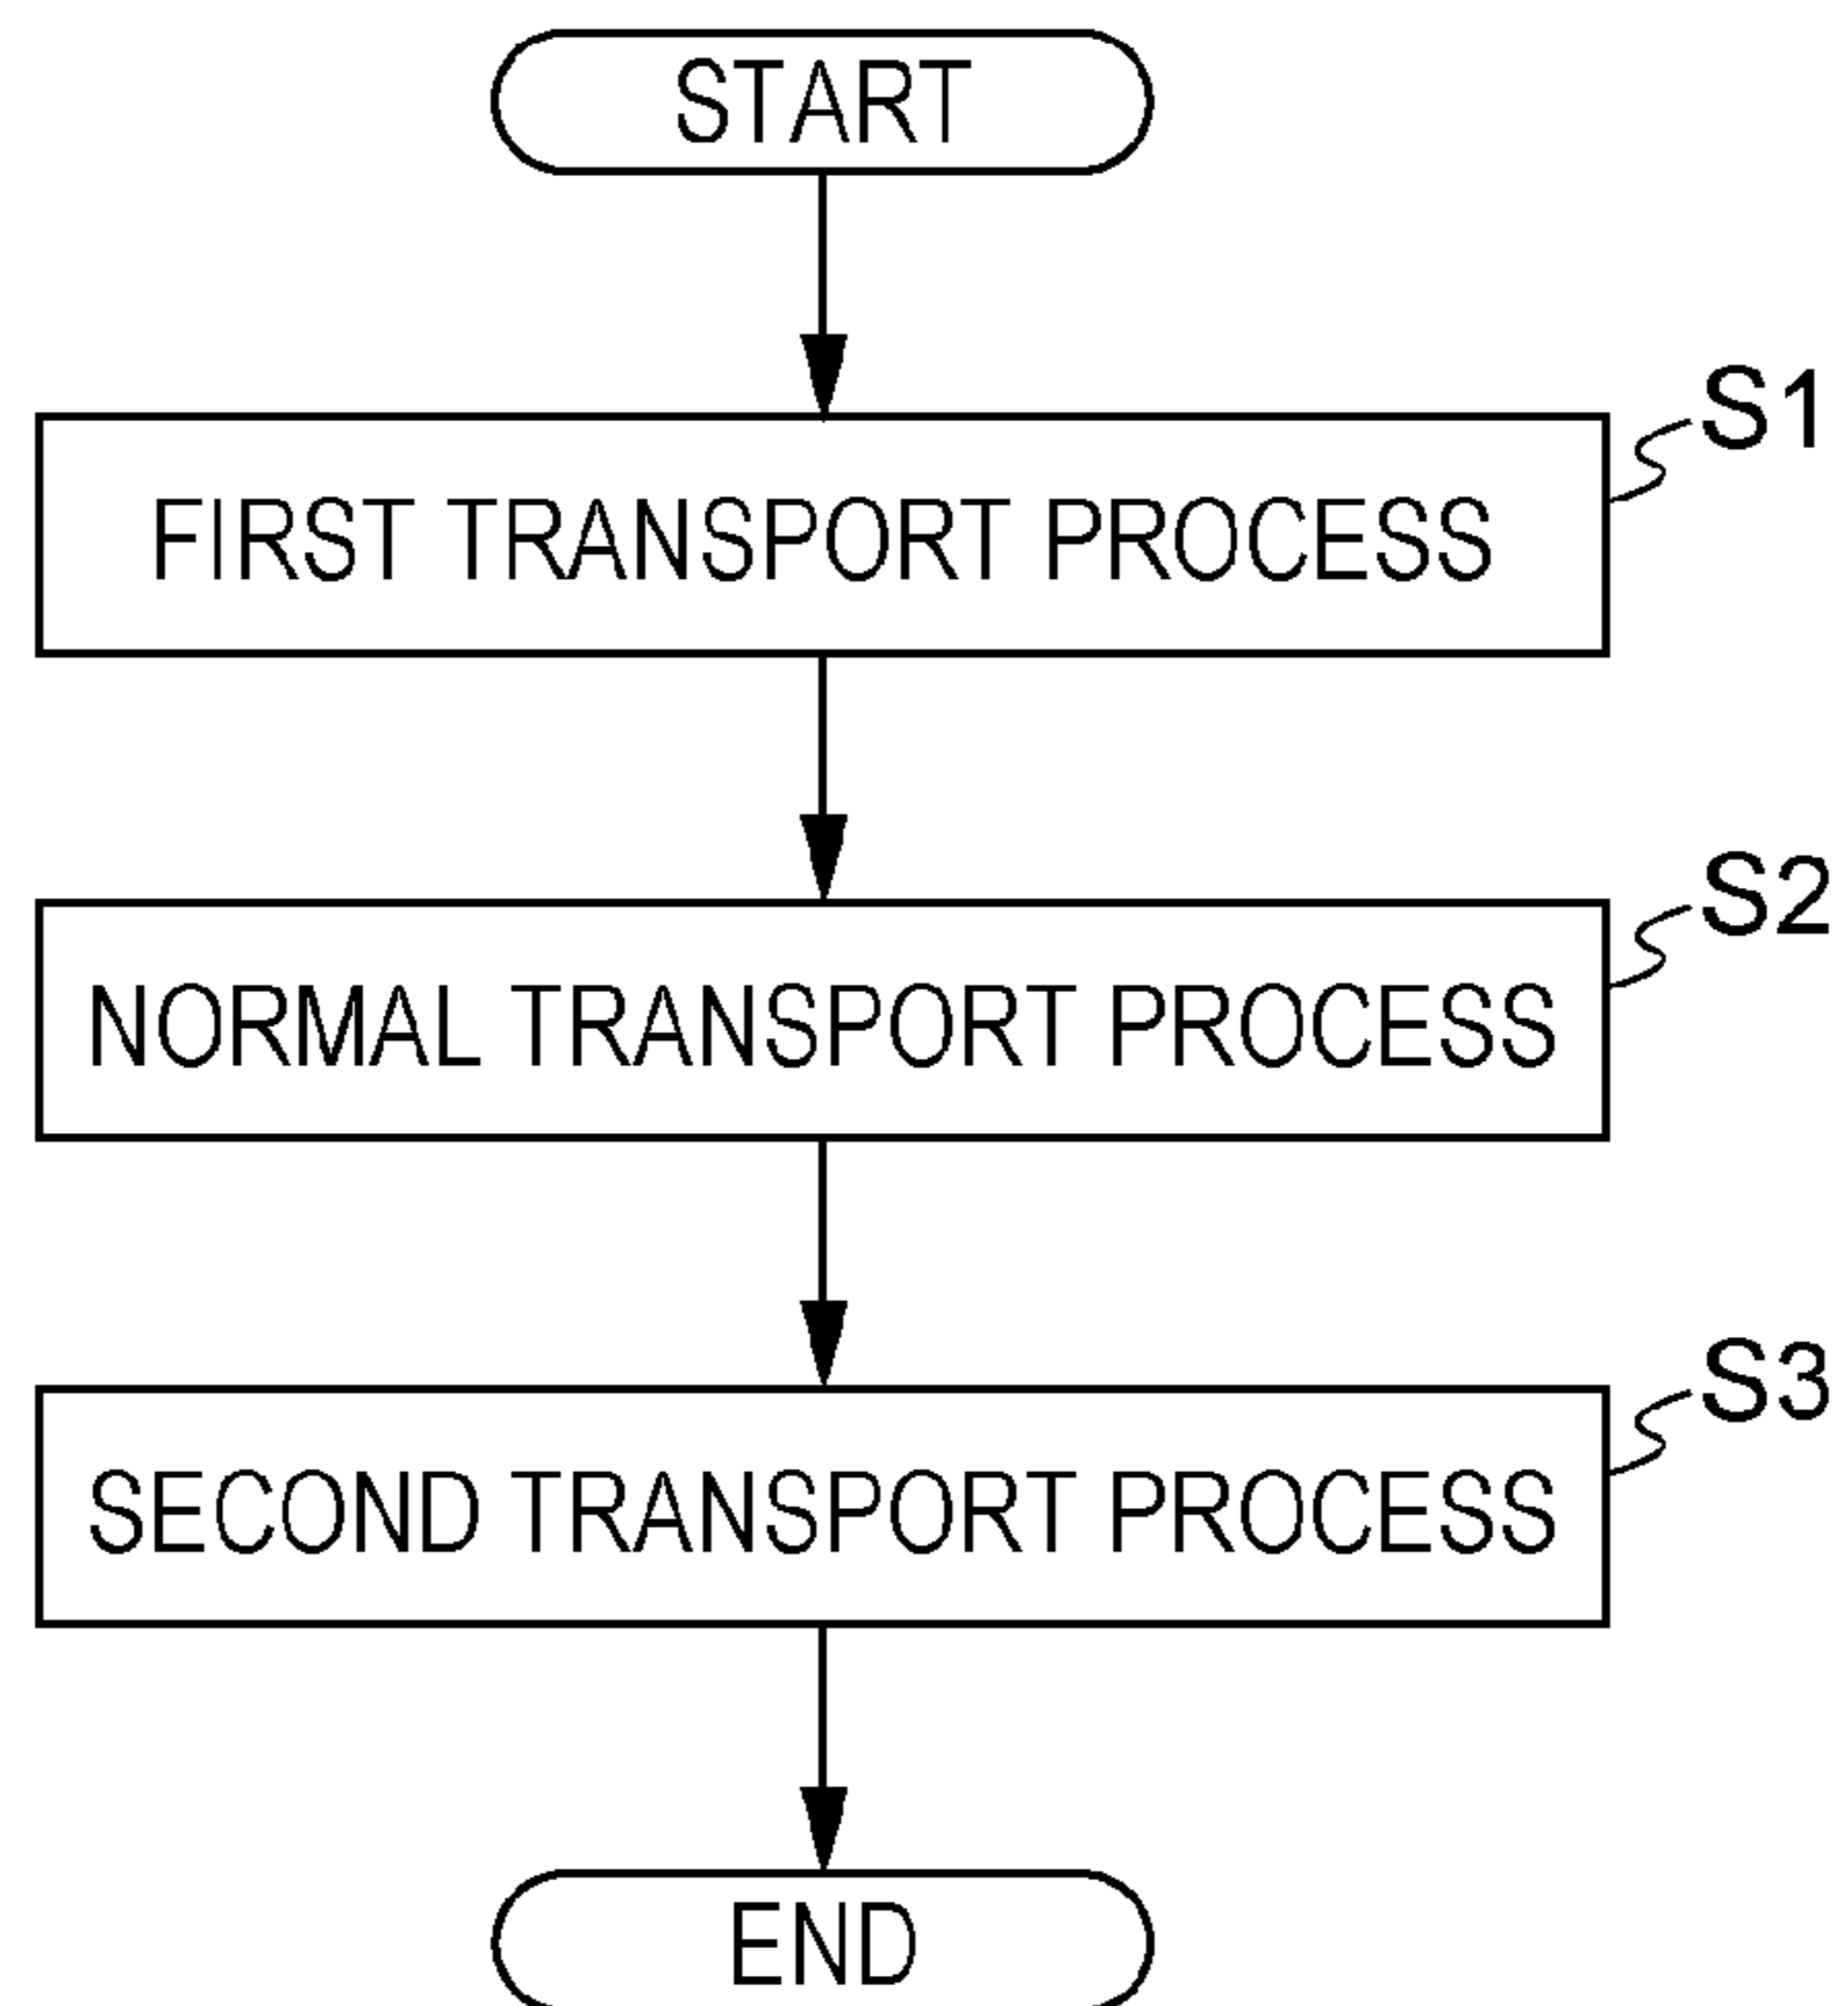 START
S1
FIRST TRANSPORT PROCESS
S2
NORMAL TRANSPORT PROCESS
S3
SECOND TRANSPORT PROCESS
END